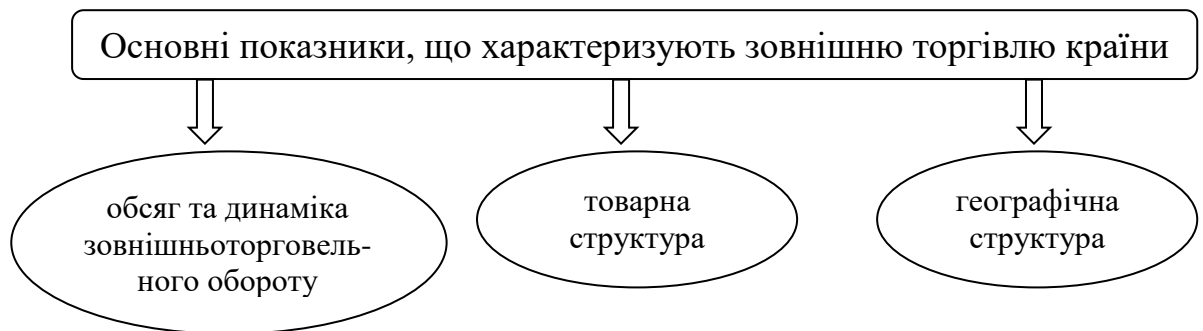 Основні показники, що характеризують зовнішню торгівлю країни
обсяг та динаміка
зовнішньоторговель-
ного обороту
товарна
структура
географічна
структура